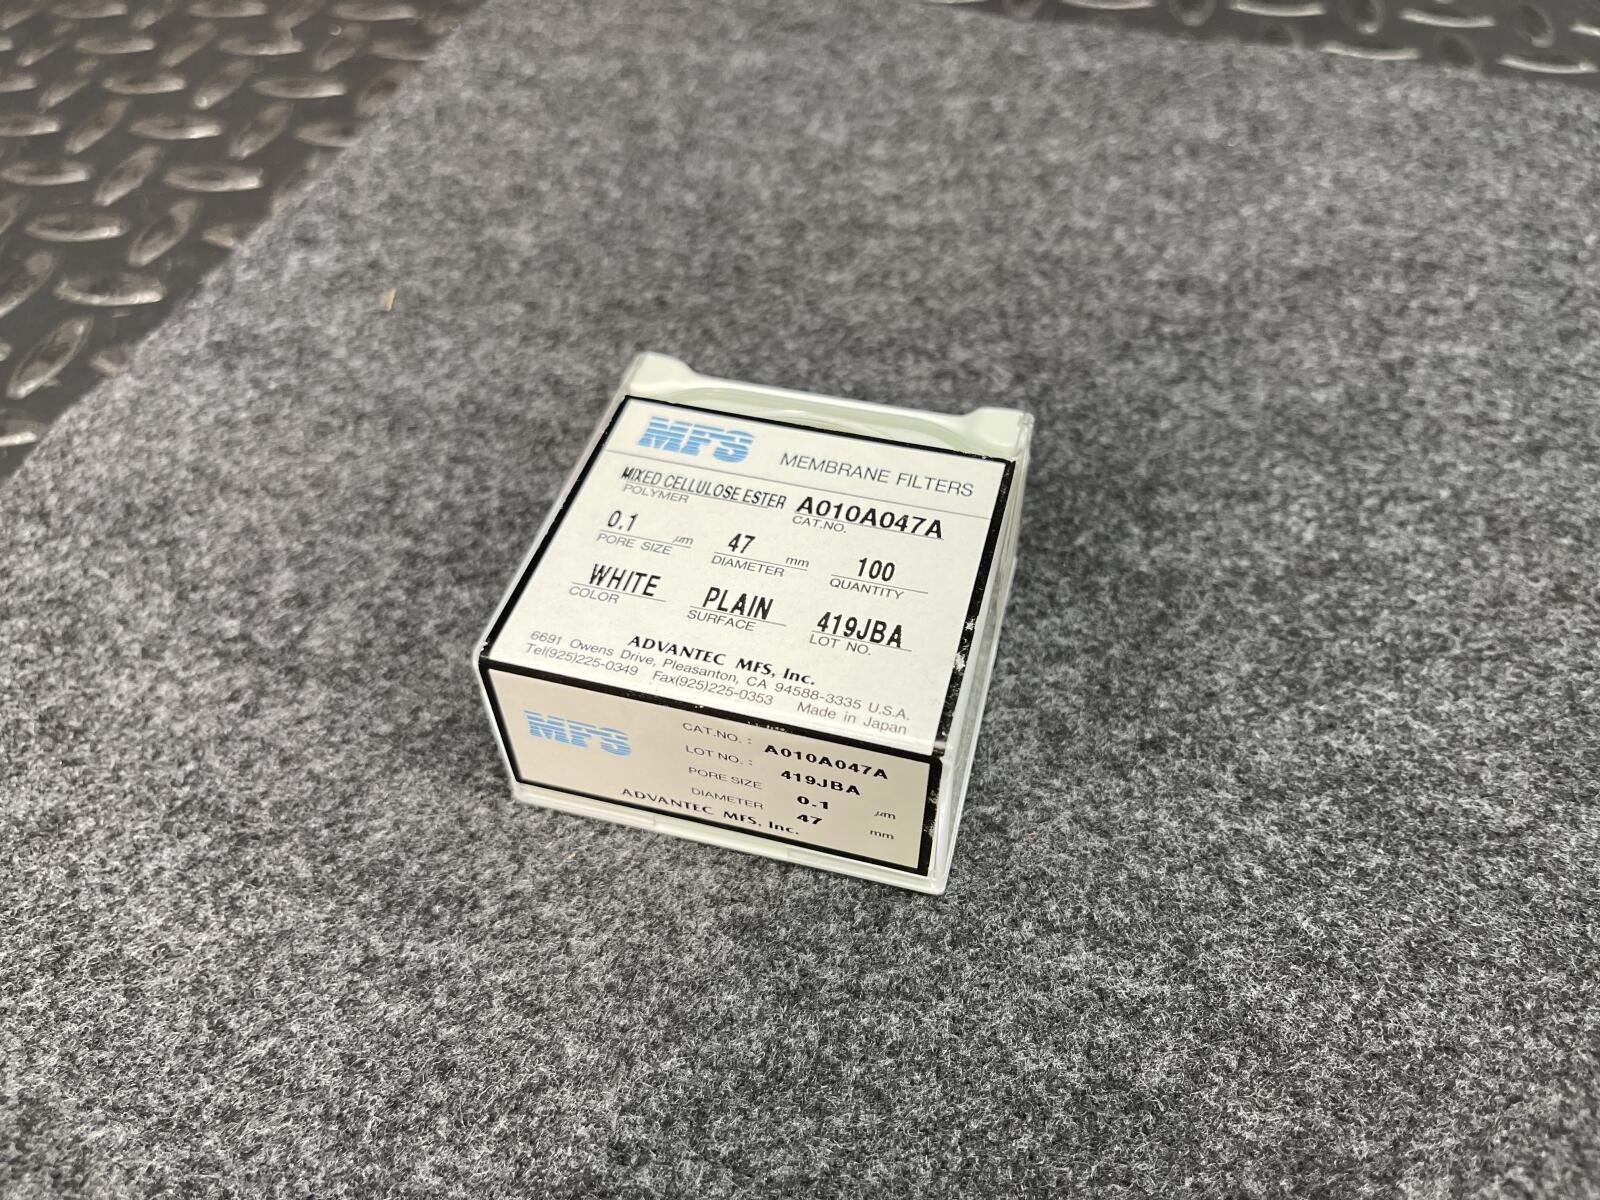 MFS MEMBRANE FILTERS
MIXED CELLULOSE ESTER A010A047A
POLYMER CAT.NO.
0.1 μm 47 mm 100
PORE SIZE DIAMETER QUANTITY
WHITE PLAIN 419JBA
COLOR SURFACE LOT NO.
ADVANTEC MFS, Inc.
6691 Owens Drive, Pleasanton, CA 94588-3335 U.S.A.
Tel(925)225-0349 Fax(925)225-0353 Made in Japan
MFS
CAT.NO. : A010A047A
LOT NO. : 419JBA
PORE SIZE 0.1 μm
DIAMETER 47 mm
ADVANTEC MFS, Inc.